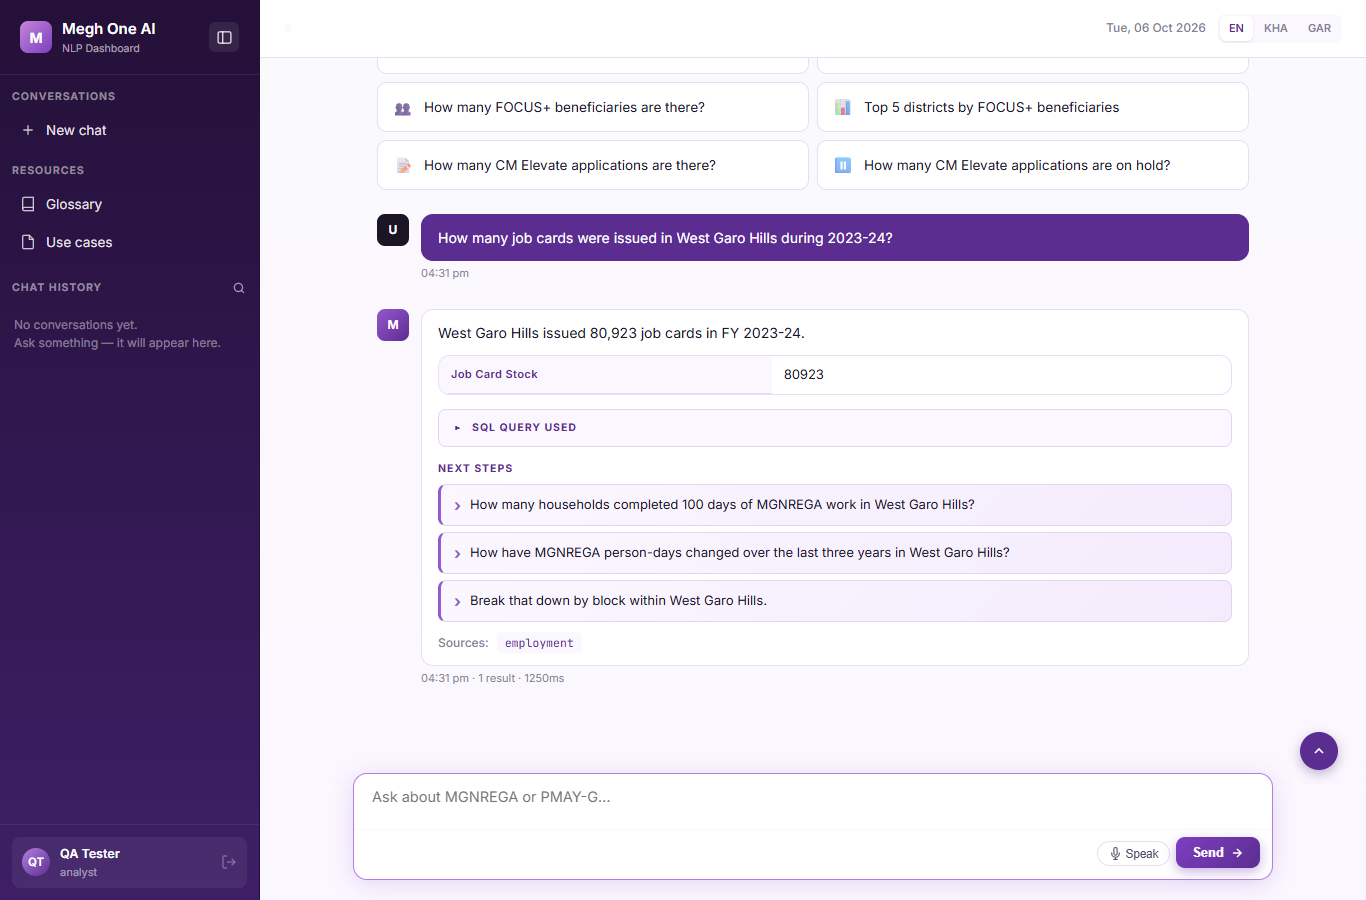 M
Megh One AI
NLP Dashboard
CONVERSATIONS
+ New chat
RESOURCES
Glossary
Use cases
CHAT HISTORY
No conversations yet.
Ask something — it will appear here.
QT
QA Tester
analyst
Tue, 06 Oct 2026
EN KHA GAR
How many FOCUS+ beneficiaries are there?
Top 5 districts by FOCUS+ beneficiaries
How many CM Elevate applications are there?
How many CM Elevate applications are on hold?
U
How many job cards were issued in West Garo Hills during 2023-24?
04:31 pm
M
West Garo Hills issued 80,923 job cards in FY 2023-24.
Job Card Stock 80923
SQL QUERY USED
NEXT STEPS
How many households completed 100 days of MGNREGA work in West Garo Hills?
How have MGNREGA person-days changed over the last three years in West Garo Hills?
Break that down by block within West Garo Hills.
Sources: employment
04:31 pm · 1 result · 1250ms
Ask about MGNREGA or PMAY-G...
Speak
Send →